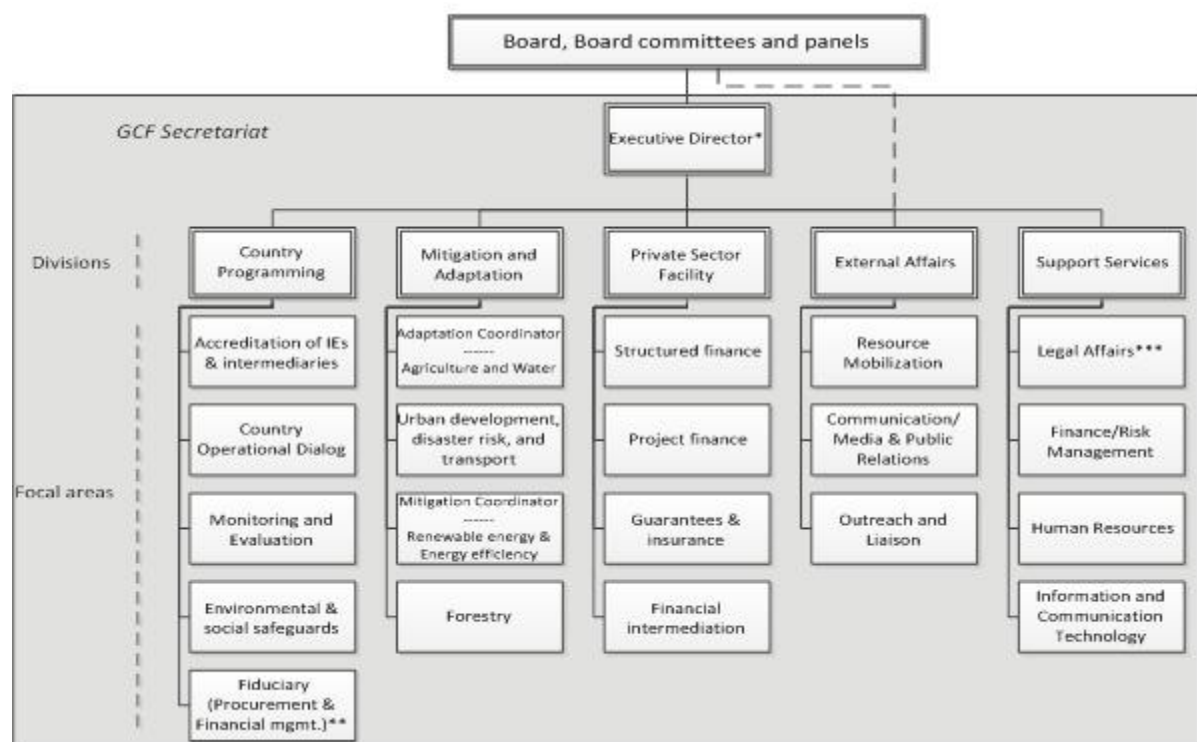 Board, Board committees and panels
GCF Secretariat
Executive Director*
Divisions
Country
Programming
Mitigation and
Adaptation
Private Sector
Facility
External Affairs
Support Services
Focal areas
Accreditation of IEs
& intermediaries
Country
Operational Dialog
Monitoring and
Evaluation
Environmental &
social safeguards
Fiduciary
(Procurement &
Financial mgmt.)**
Adaptation Coordinator
------
Agriculture and Water
Urban development,
disaster risk, and
transport
Mitigation Coordinator
------
Renewable energy &
Energy efficiency
Forestry
Structured finance
Project finance
Guarantees &
insurance
Financial
intermediation
Resource
Mobilization
Communication/
Media & Public
Relations
Outreach and
Liaison
Legal Affairs***
Finance/Risk
Management
Human Resources
Information and
Communication
Technology